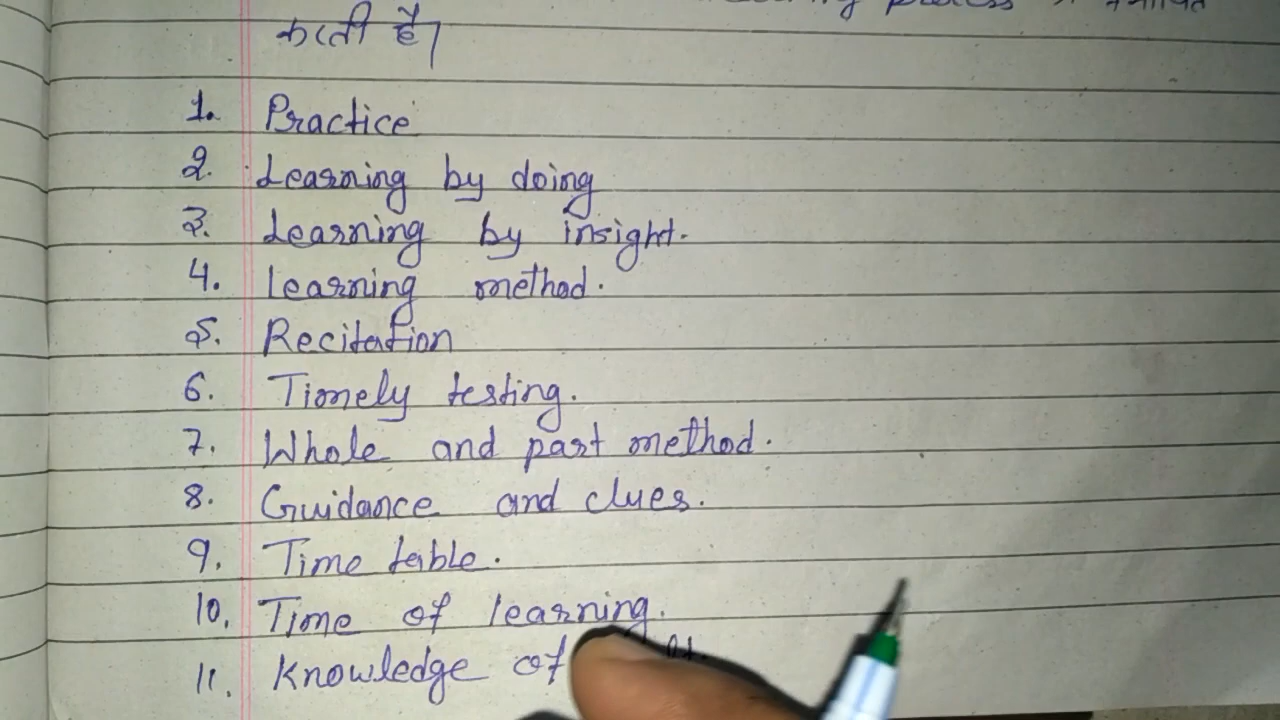 process
करती है।
1. Practice
2. Learning by doing
3. Learning by insight.
4. learning method.
5. Recitation
6. Timely testing.
7. Whole and part method.
8. Guidance and clues.
9. Time table.
10. Time of learning.
11. Knowledge of